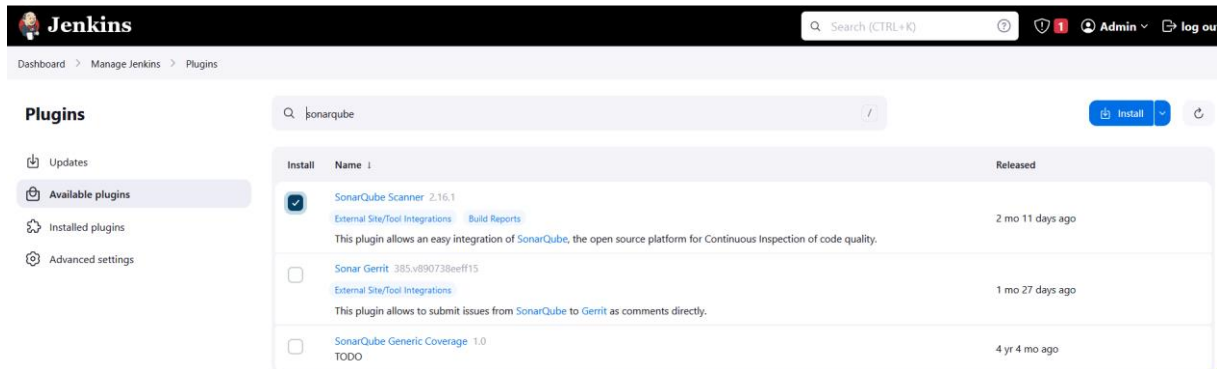 Jenkins
Search (CTRL+K)
1
Admin
log out
Dashboard > Manage Jenkins > Plugins
Plugins
sonarqube
/
Install
Updates
Available plugins
Installed plugins
Advanced settings
Install Name ↓ Released
SonarQube Scanner 2.16.1
External Site/Tool Integrations Build Reports
2 mo 11 days ago
This plugin allows an easy integration of SonarQube, the open source platform for Continuous Inspection of code quality.
Sonar Gerrit 385.v890738eeff15
External Site/Tool Integrations
1 mo 27 days ago
This plugin allows to submit issues from SonarQube to Gerrit as comments directly.
SonarQube Generic Coverage 1.0
4 yr 4 mo ago
TODO